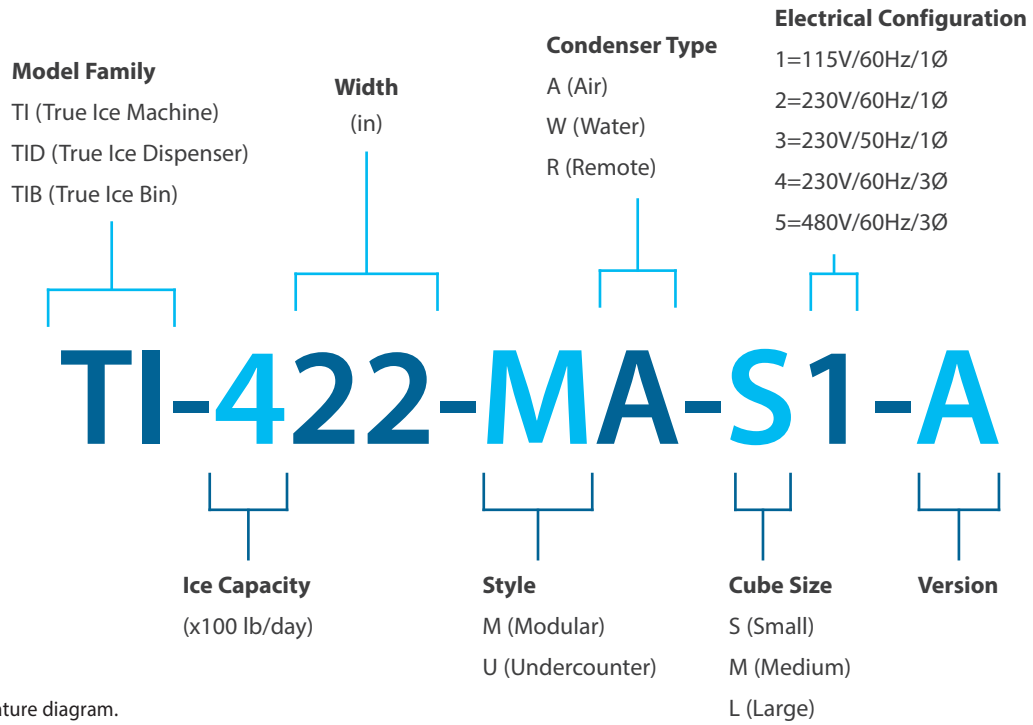 Model Family
TI (True Ice Machine)
TID (True Ice Dispenser)
TIB (True Ice Bin)
Width
(in)
Condenser Type
A (Air)
W (Water)
R (Remote)
Electrical Configuration
1=115V/60Hz/1Ø
2=230V/60Hz/1Ø
3=230V/50Hz/1Ø
4=230V/60Hz/3Ø
5=480V/60Hz/3Ø
TI-422-MA-S1-A
Ice Capacity
(x100 lb/day)
Style
M (Modular)
U (Undercounter)
Cube Size
S (Small)
M (Medium)
L (Large)
Version
ature diagram.